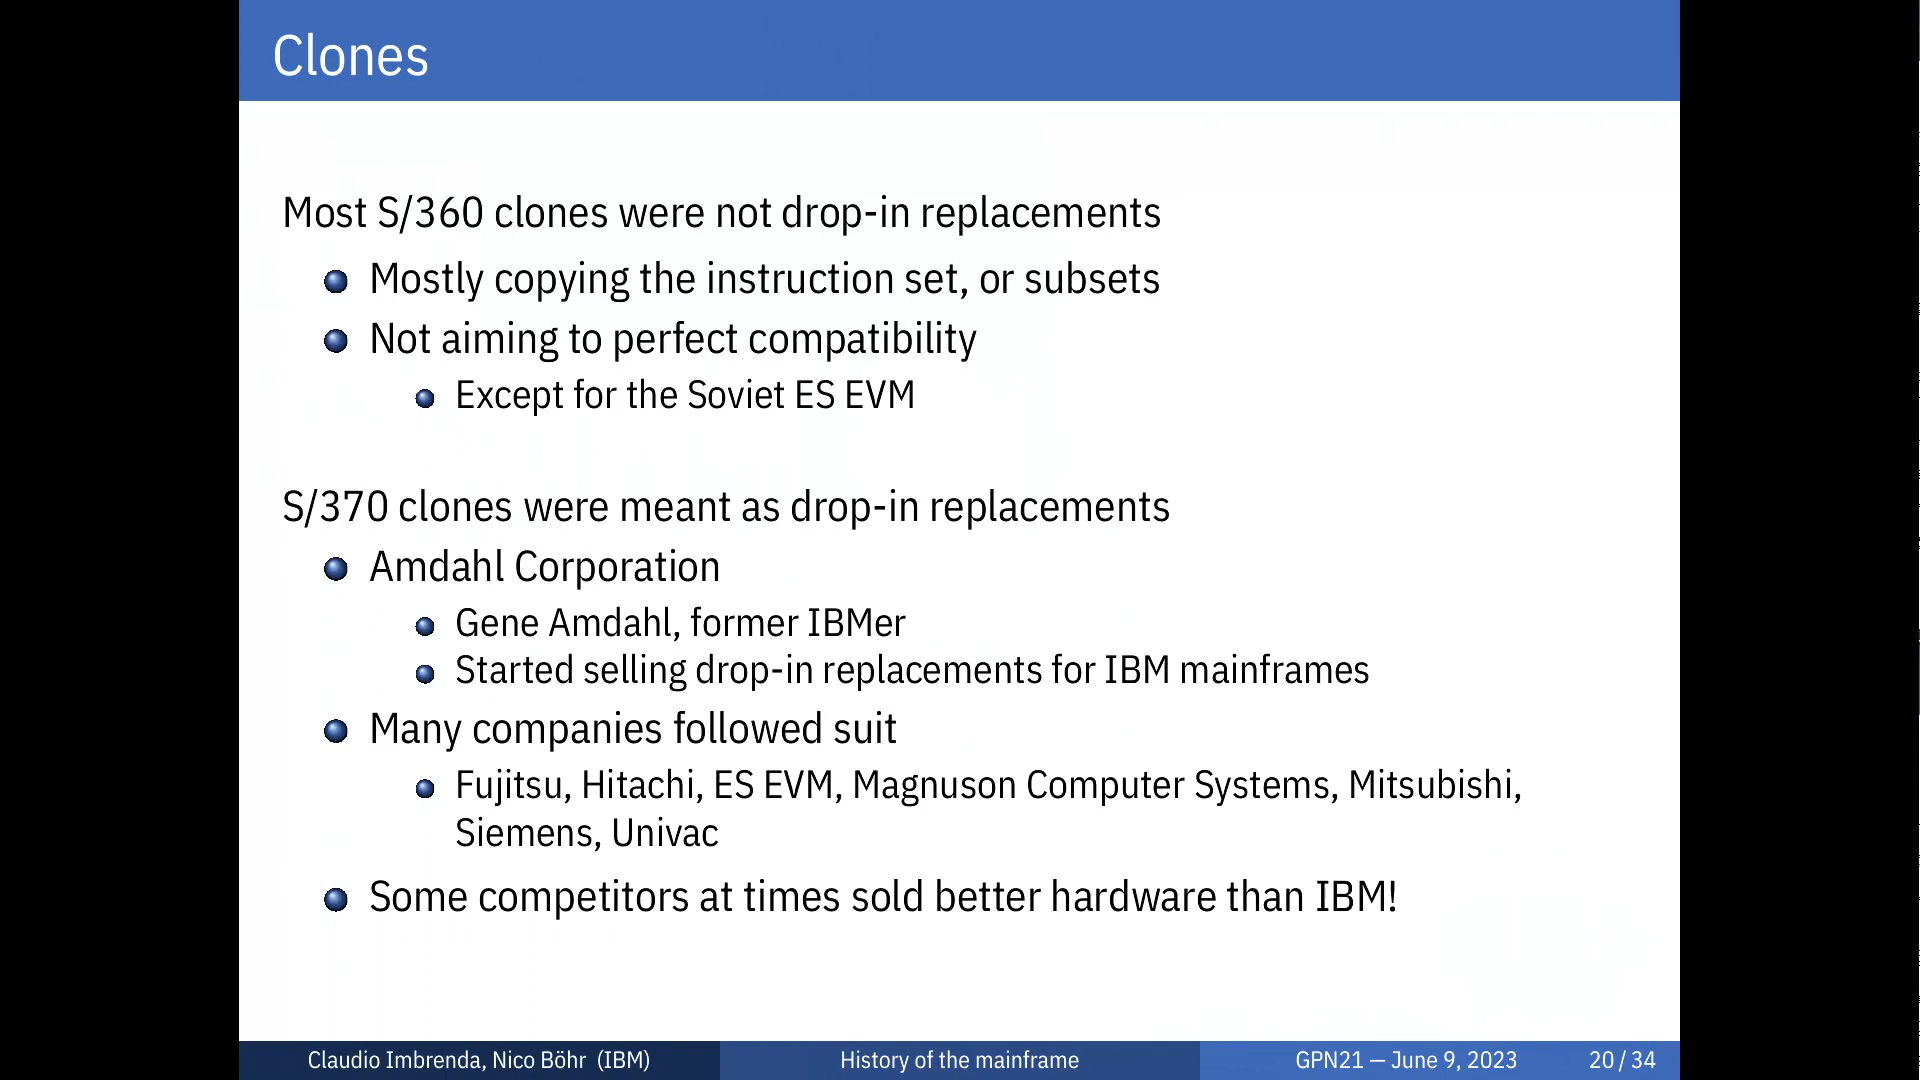 Clones
Most S/360 clones were not drop-in replacements
Mostly copying the instruction set, or subsets
Not aiming to perfect compatibility
Except for the Soviet ES EVM
S/370 clones were meant as drop-in replacements
Amdahl Corporation
Gene Amdahl, former IBMer
Started selling drop-in replacements for IBM mainframes
Many companies followed suit
Fujitsu, Hitachi, ES EVM, Magnuson Computer Systems, Mitsubishi,
Siemens, Univac
Some competitors at times sold better hardware than IBM!
Claudio Imbrenda, Nico Böhr (IBM) History of the mainframe GPN21 — June 9, 2023 20 / 34